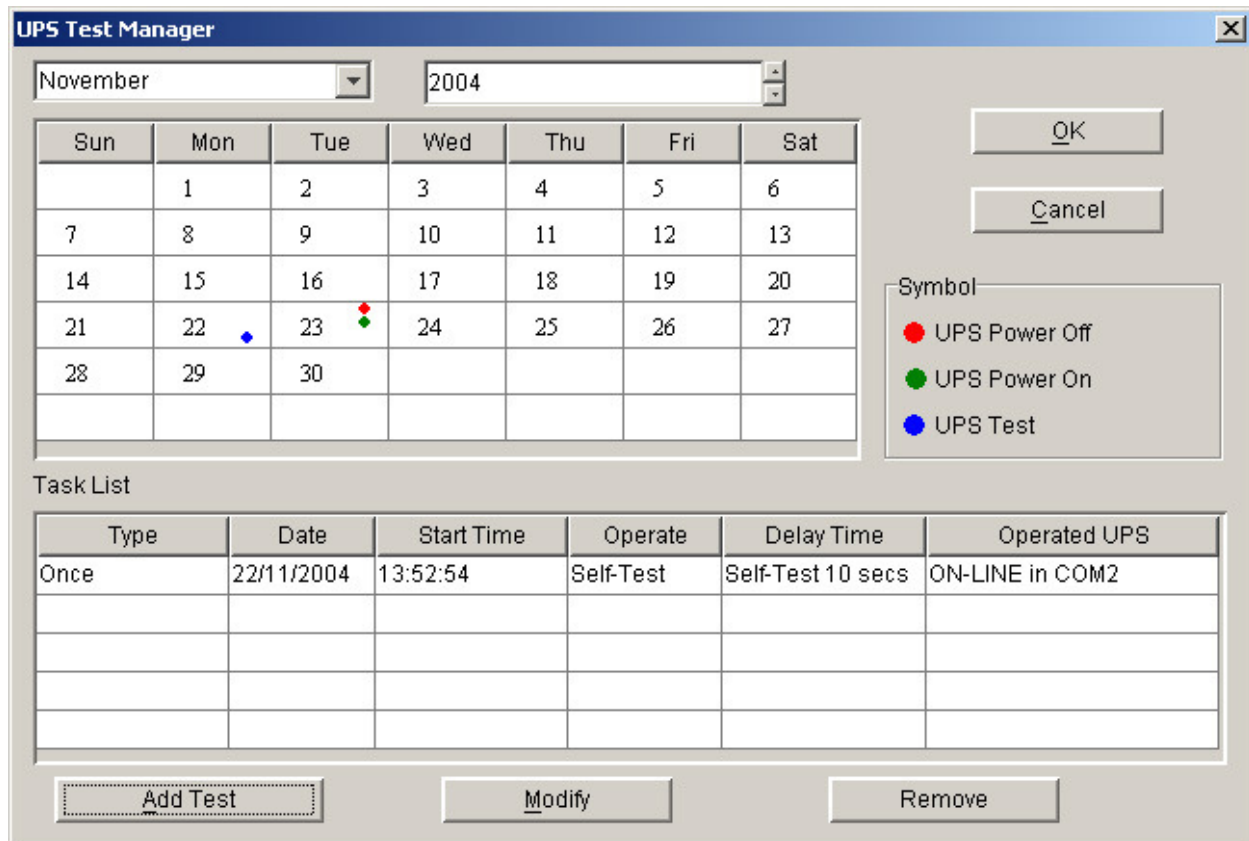 UPS Test Manager
November 2004
Sun Mon Tue Wed Thu Fri Sat
OK
1 2 3 4 5 6
Cancel
7 8 9 10 11 12 13
14 15 16 17 18 19 20
Symbol
21 22 23 24 25 26 27
UPS Power Off
28 29 30
UPS Power On
UPS Test
Task List
Type Date Start Time Operate Delay Time Operated UPS
Once 22/11/2004 13:52:54 Self-Test Self-Test 10 secs ON-LINE in COM2
Add Test Modify Remove